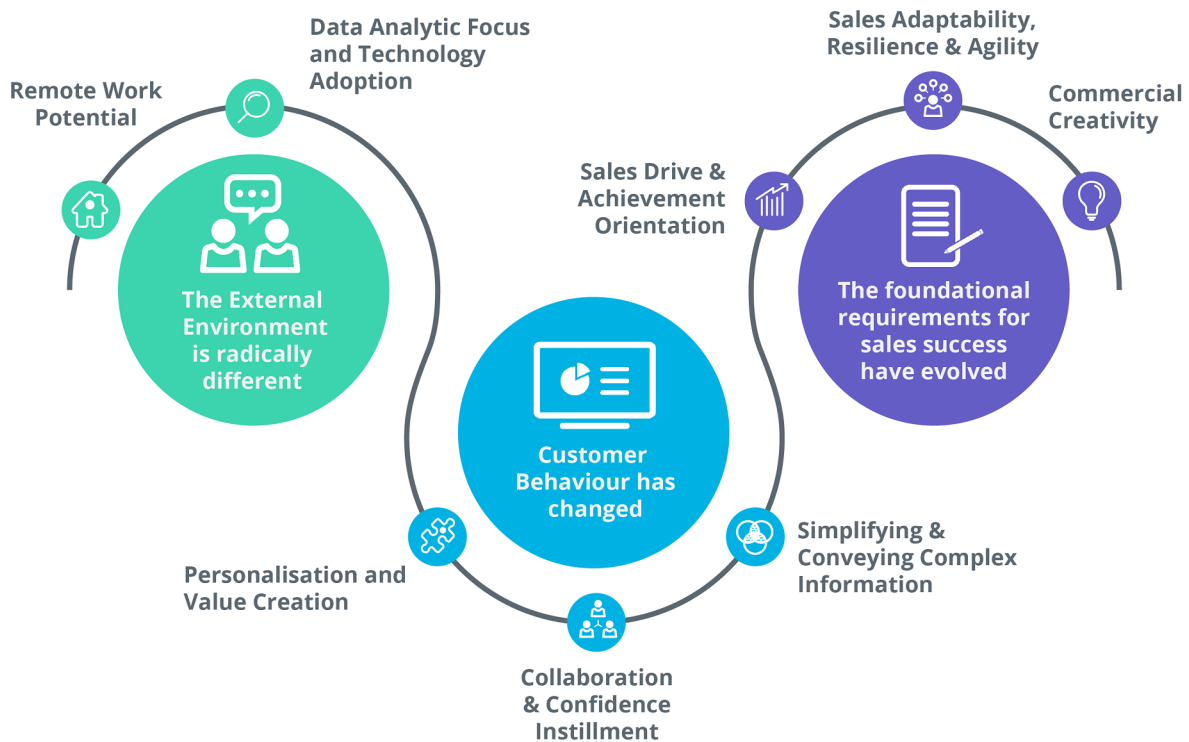 Remote Work
Potential
Data Analytic Focus
and Technology
Adoption
The External
Environment
is radically
different
Personalisation and
Value Creation
Customer
Behaviour has
changed
Collaboration
& Confidence
Instillment
Simplifying &
Conveying Complex
Information
Sales Drive &
Achievement
Orientation
Sales Adaptability,
Resilience & Agility
Commercial
Creativity
The foundational
requirements for
sales success
have evolved